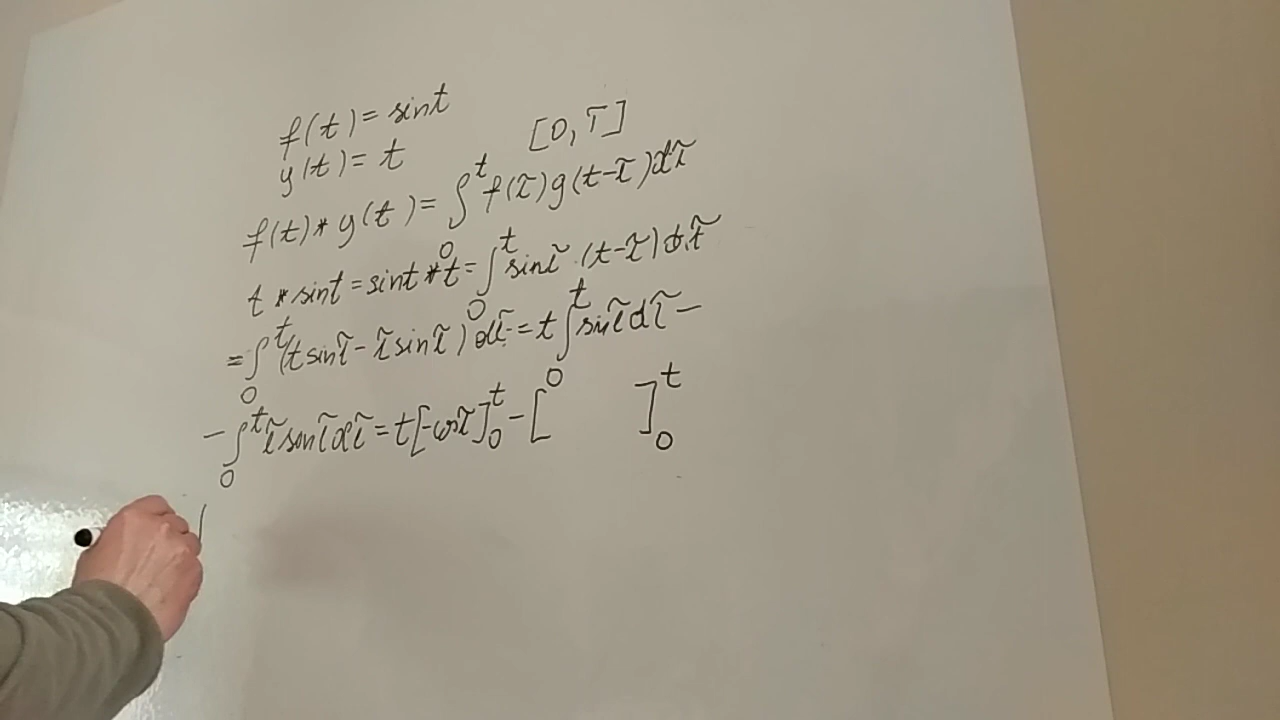 f(t) = sint
g(t) = t [0, T]
f(t) * g(t) = ∫₀ᵗ f(τ)g(t-τ)dτ
t * sint = sint * t = ∫₀ᵗ sinτ · (t-τ) dτ
= ∫₀ᵗ (t sinτ - τ sinτ) dτ = t ∫₀ᵗ sinτ dτ -
- ∫₀ᵗ τ sinτ dτ = t[-cosτ]₀ᵗ - [ ]₀ᵗ